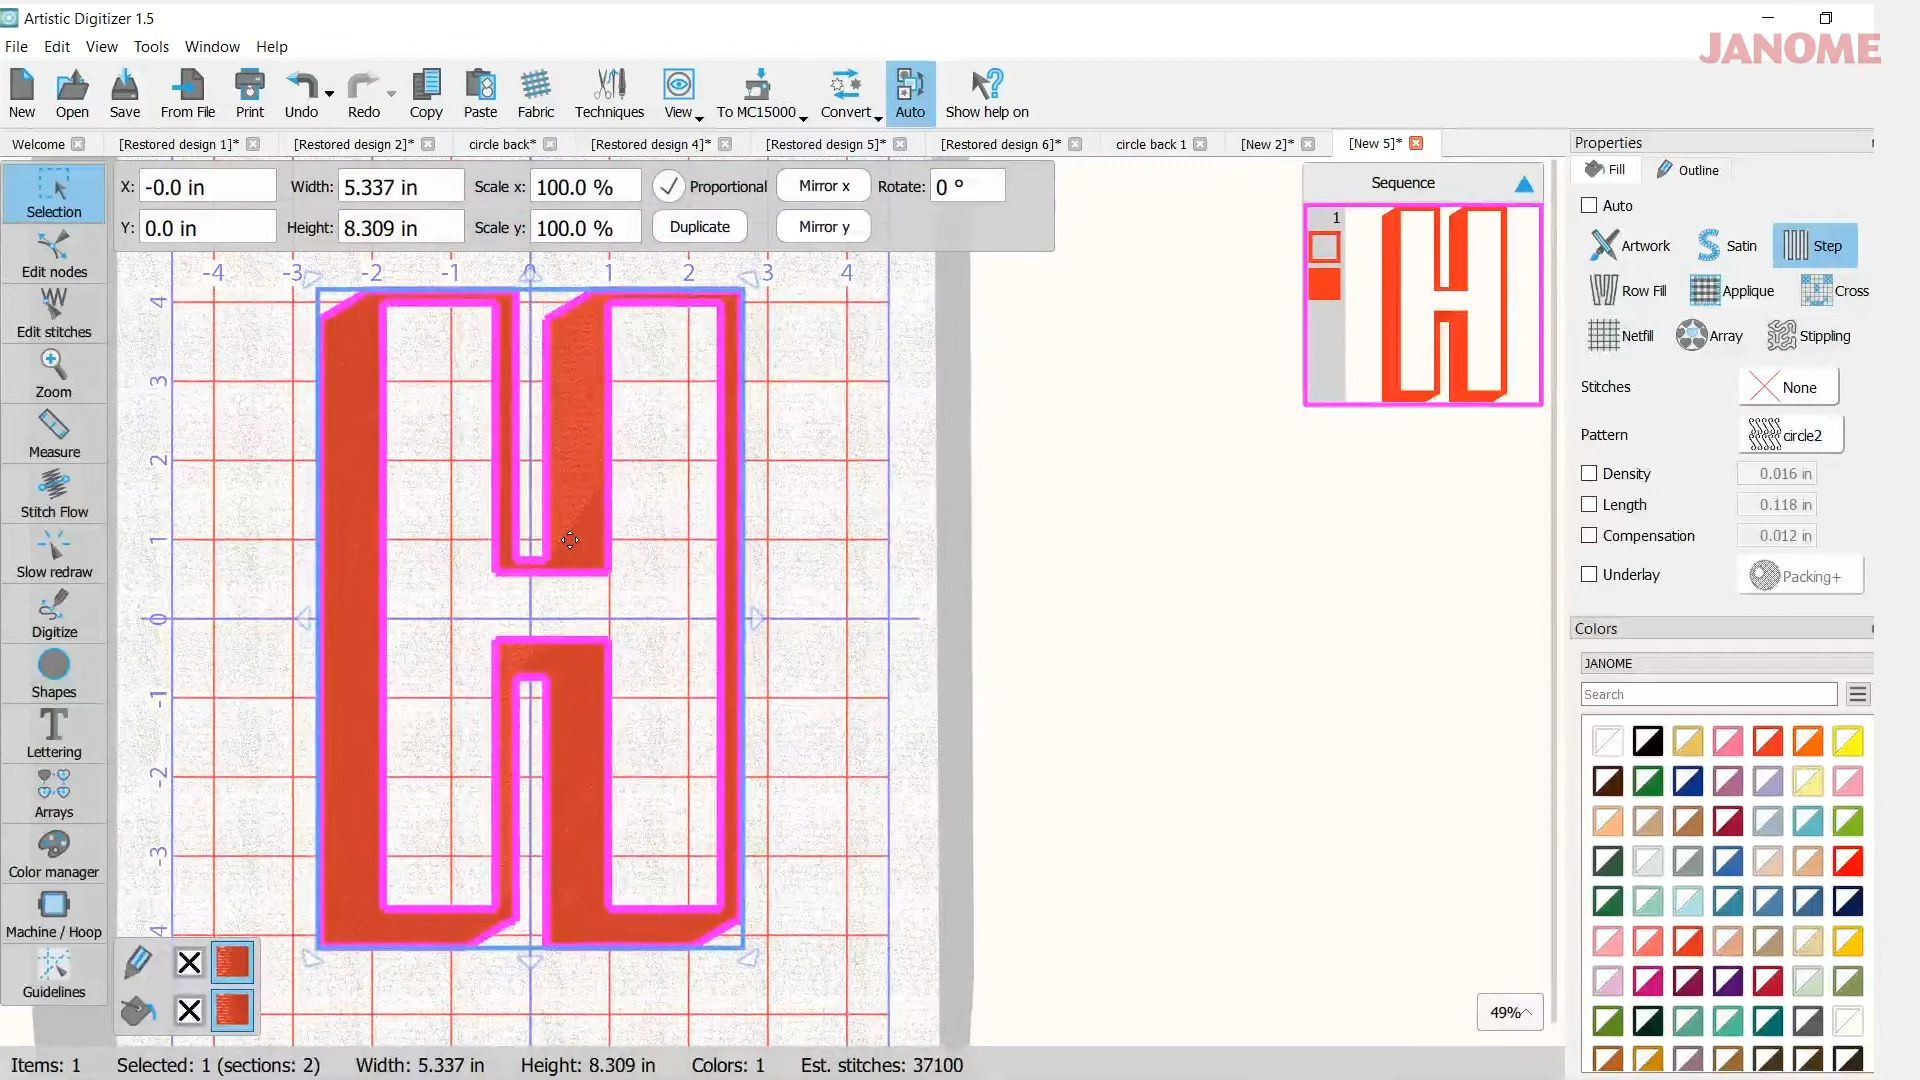 Artistic Digitizer 1.5
JANOME
File Edit View Tools Window Help
New Open Save From File Print Undo Redo Copy Paste Fabric Techniques View To MC15000 Convert Auto Show help on
Welcome [Restored design 1]* [Restored design 2]* circle back* [Restored design 4]* [Restored design 5]* [Restored design 6]* circle back 1 [New 2]* [New 5]*
X: -0.0 in Width: 5.337 in Scale x: 100.0 % Proportional Mirror x Rotate: 0 °
Y: 0.0 in Height: 8.309 in Scale y: 100.0 % Duplicate Mirror y
-4 -3 -2 -1 0 1 2 3 4
4
3
2
1
0
-1
-2
-3
4
Selection
Edit nodes
Edit stitches
Zoom
Measure
Stitch Flow
Slow redraw
Digitize
Shapes
Lettering
Arrays
Color manager
Machine / Hoop
Guidelines
Sequence
1
49%
Properties
Fill Outline
Auto
Artwork Satin Step
Row Fill Applique Cross
Netfill Array Stippling
Stitches None
Pattern circle2
Density 0.016 in
Length 0.118 in
Compensation 0.012 in
Underlay Packing+
Colors
JANOME
Search
Items: 1 Selected: 1 (sections: 2) Width: 5.337 in Height: 8.309 in Colors: 1 Est. stitches: 37100